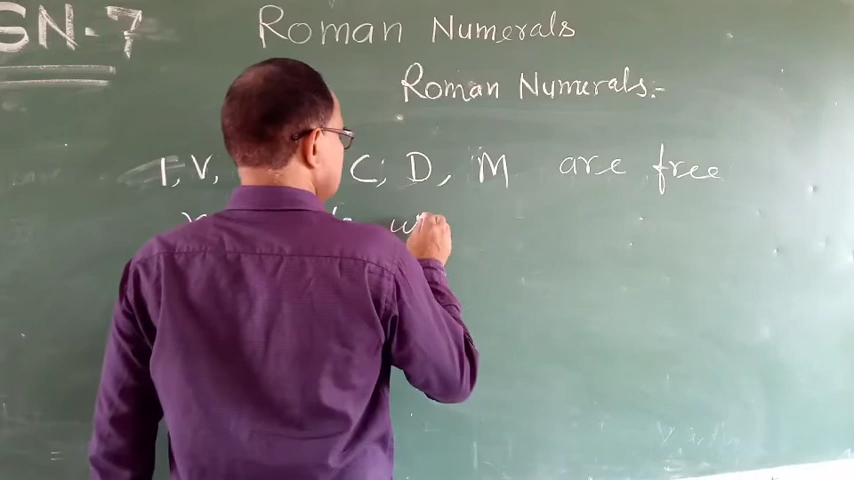 SN-7
Roman Numerals
Roman Numerals:-
I, V, C, D, M are free